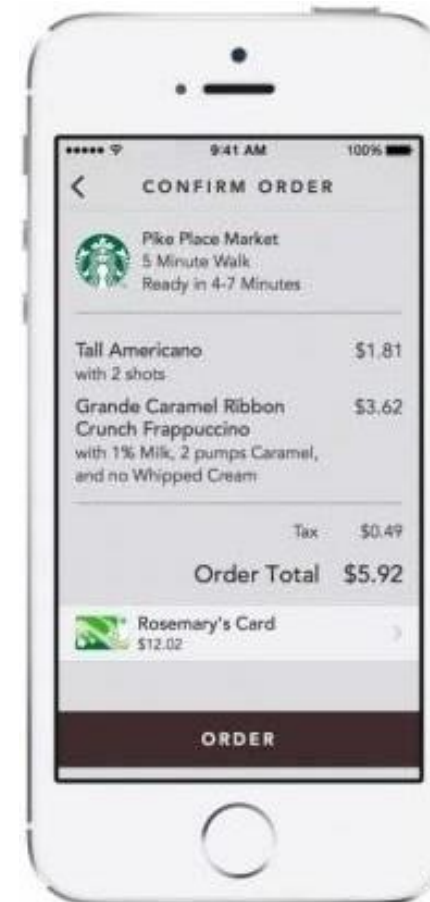 9:41 AM 100%
CONFIRM ORDER
Pike Place Market
5 Minute Walk
Ready in 4-7 Minutes
Tall Americano $1.81
with 2 shots
Grande Caramel Ribbon $3.62
Crunch Frappuccino
with 1% Milk, 2 pumps Caramel,
and no Whipped Cream
Tax $0.49
Order Total $5.92
Rosemary's Card
$12.02
ORDER